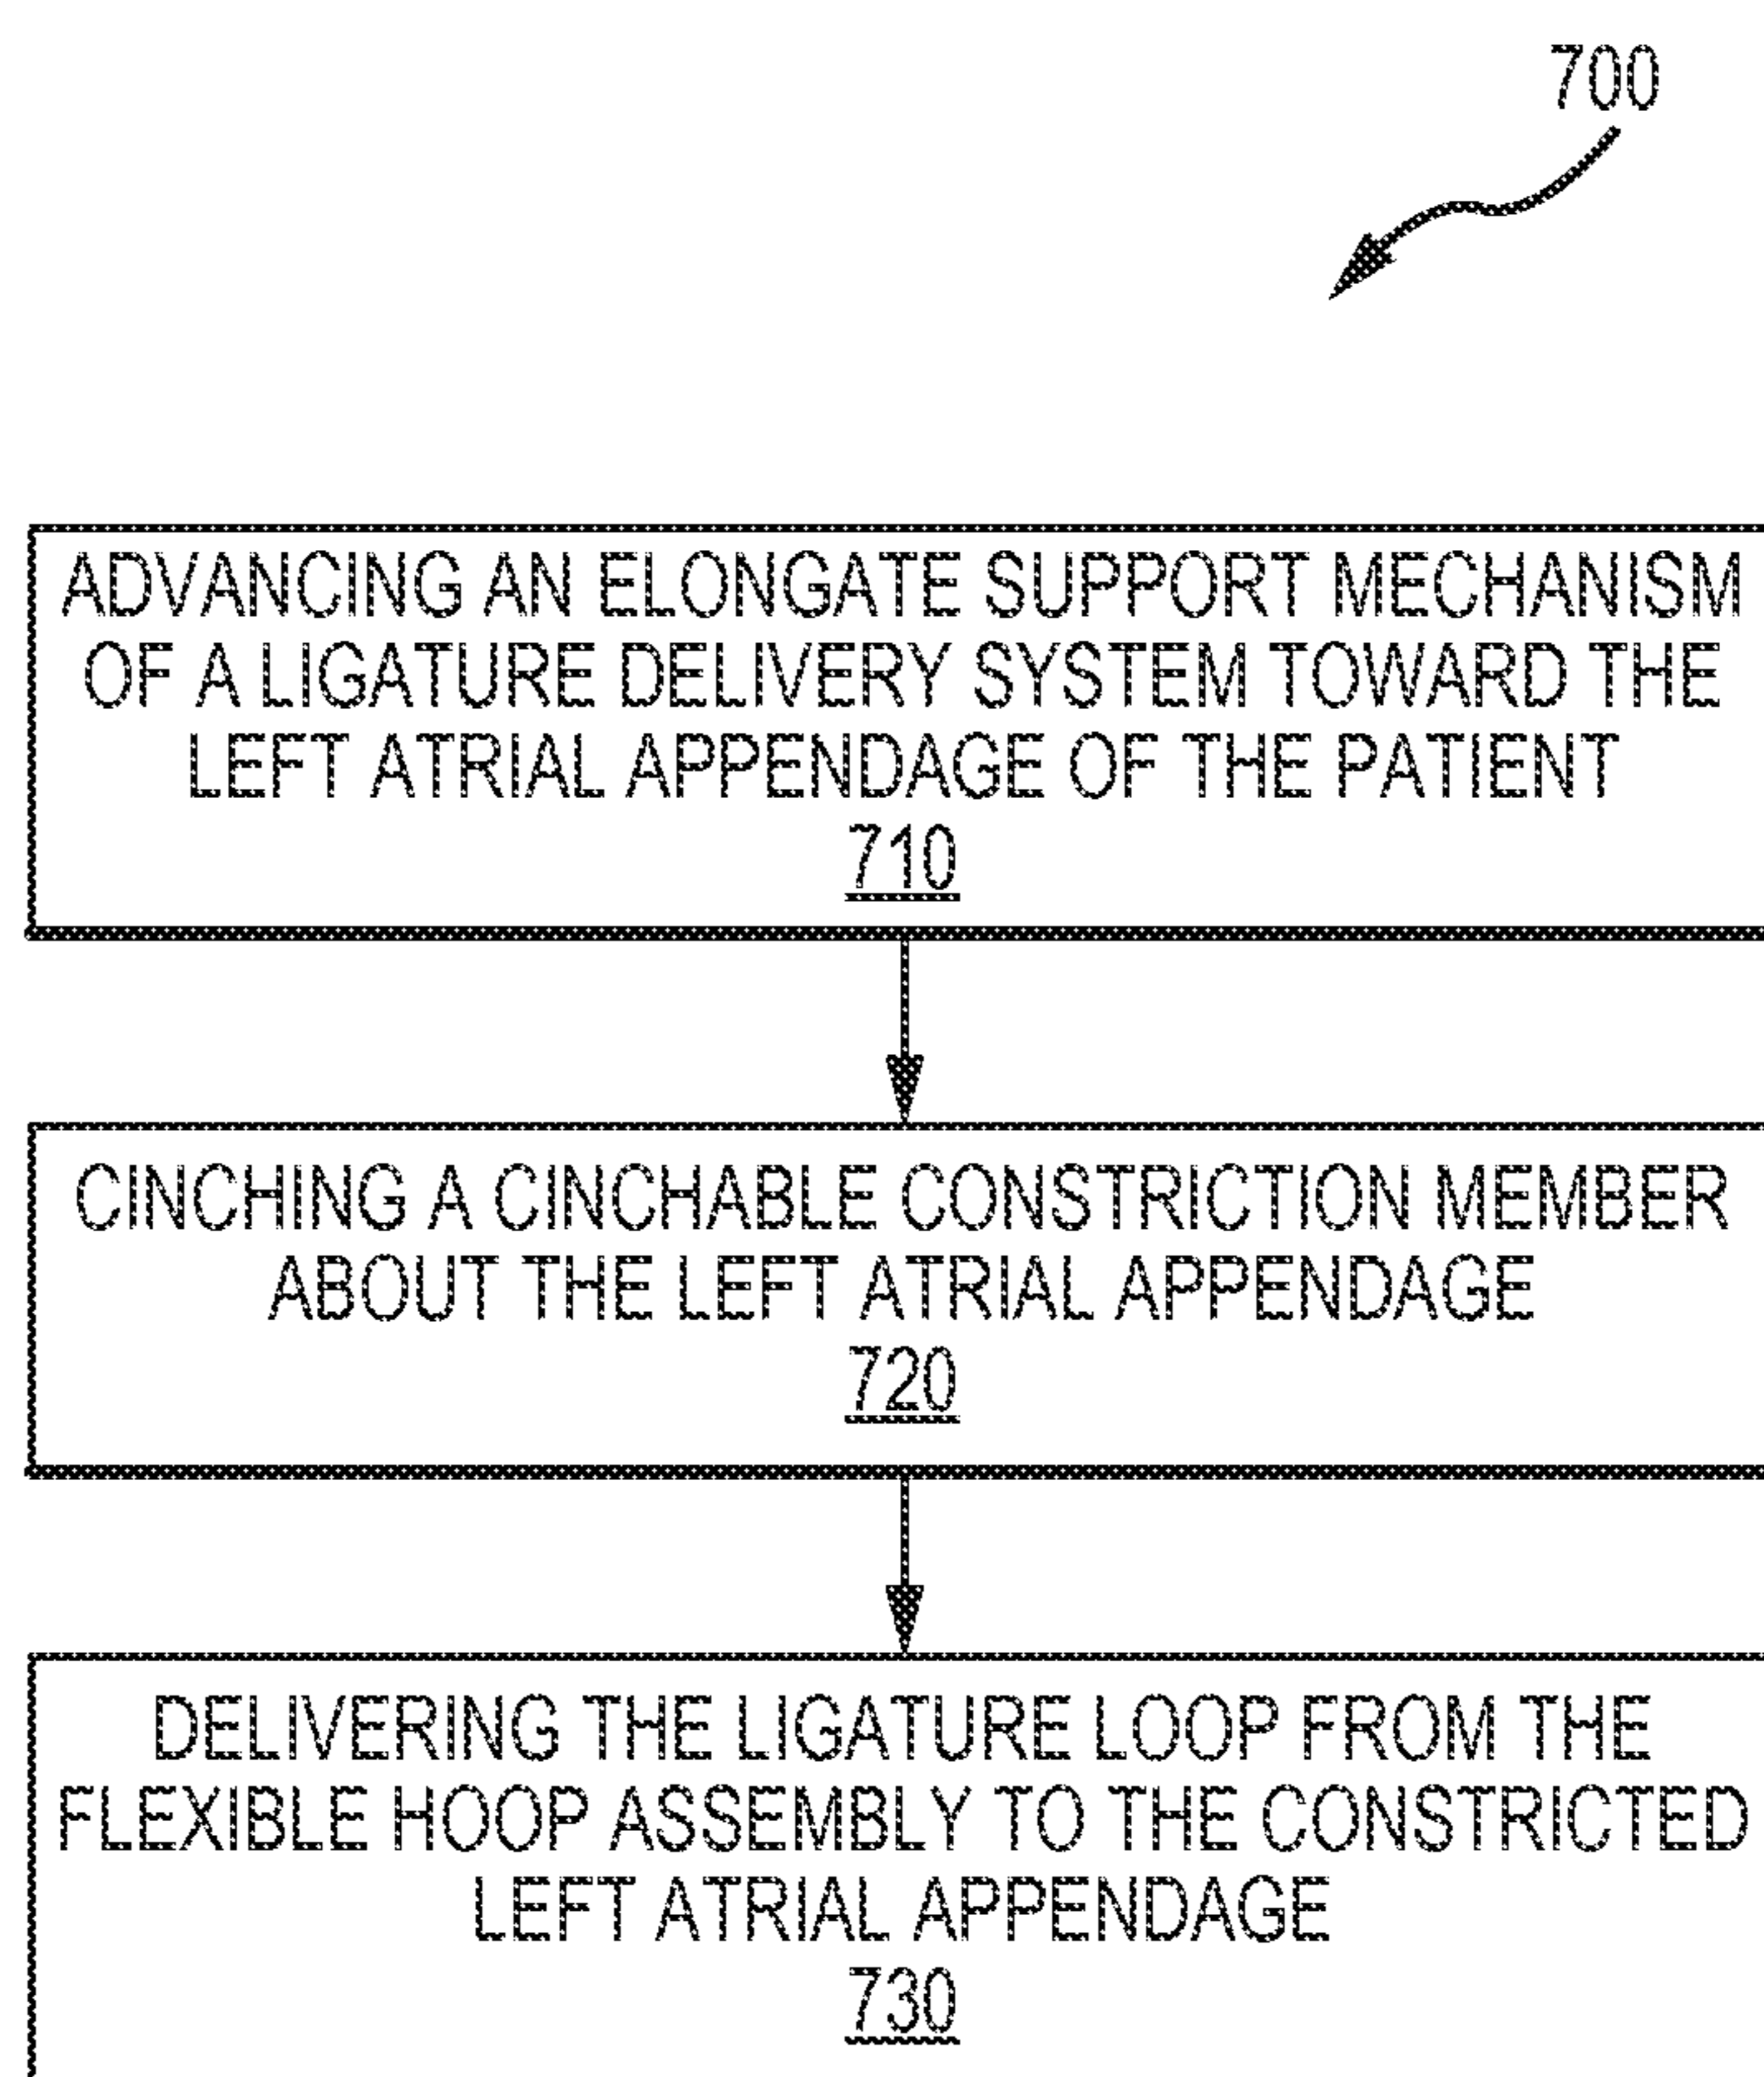 700
ADVANCING AN ELONGATE SUPPORT MECHANISM
OF A LIGATURE DELIVERY SYSTEM TOWARD THE
LEFT ATRIAL APPENDAGE OF THE PATIENT
710
CINCHING A CINCHABLE CONSTRICTION MEMBER
ABOUT THE LEFT ATRIAL APPENDAGE
720
DELIVERING THE LIGATURE LOOP FROM THE
FLEXIBLE HOOP ASSEMBLY TO THE CONSTRICTED
LEFT ATRIAL APPENDAGE
730